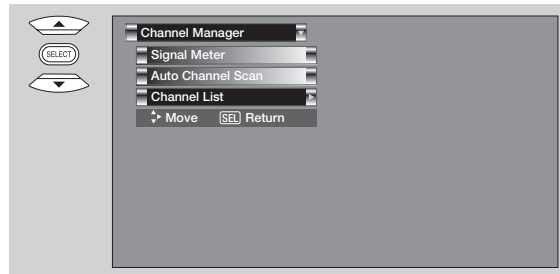 SELECT
Channel Manager
Signal Meter
Auto Channel Scan
Channel List
Move SEL Return